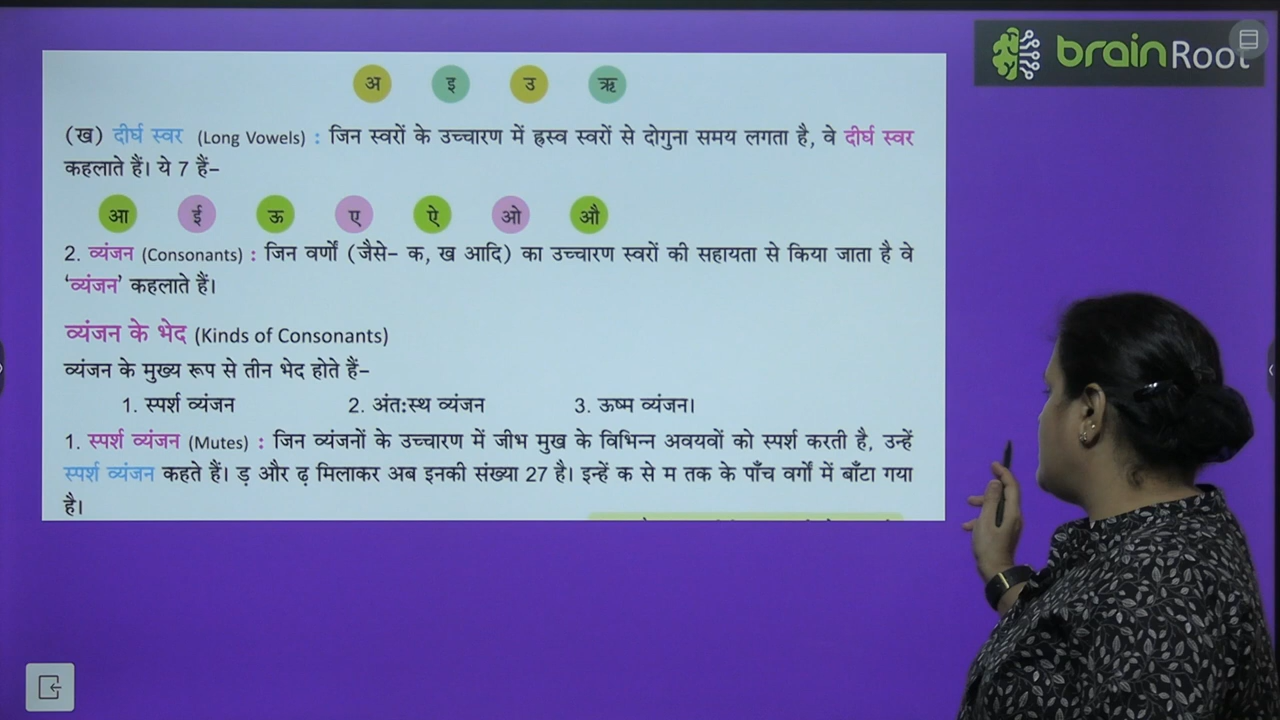 brainRoot
अ इ उ ऋ
(ख) दीर्घ स्वर (Long Vowels) : जिन स्वरों के उच्चारण में ह्रस्व स्वरों से दोगुना समय लगता है, वे दीर्घ स्वर
कहलाते हैं। ये 7 हैं–
आ ई ऊ ए ऐ ओ औ
2. व्यंजन (Consonants) : जिन वर्णों (जैसे– क, ख आदि) का उच्चारण स्वरों की सहायता से किया जाता है वे
‘व्यंजन’ कहलाते हैं।
व्यंजन के भेद (Kinds of Consonants)
व्यंजन के मुख्य रूप से तीन भेद होते हैं–
1. स्पर्श व्यंजन 2. अंतःस्थ व्यंजन 3. ऊष्म व्यंजन।
1. स्पर्श व्यंजन (Mutes) : जिन व्यंजनों के उच्चारण में जीभ मुख के विभिन्न अवयवों को स्पर्श करती है, उन्हें
स्पर्श व्यंजन कहते हैं। ड़ और ढ़ मिलाकर अब इनकी संख्या 27 है। इन्हें क से म तक के पाँच वर्गों में बाँटा गया
है।